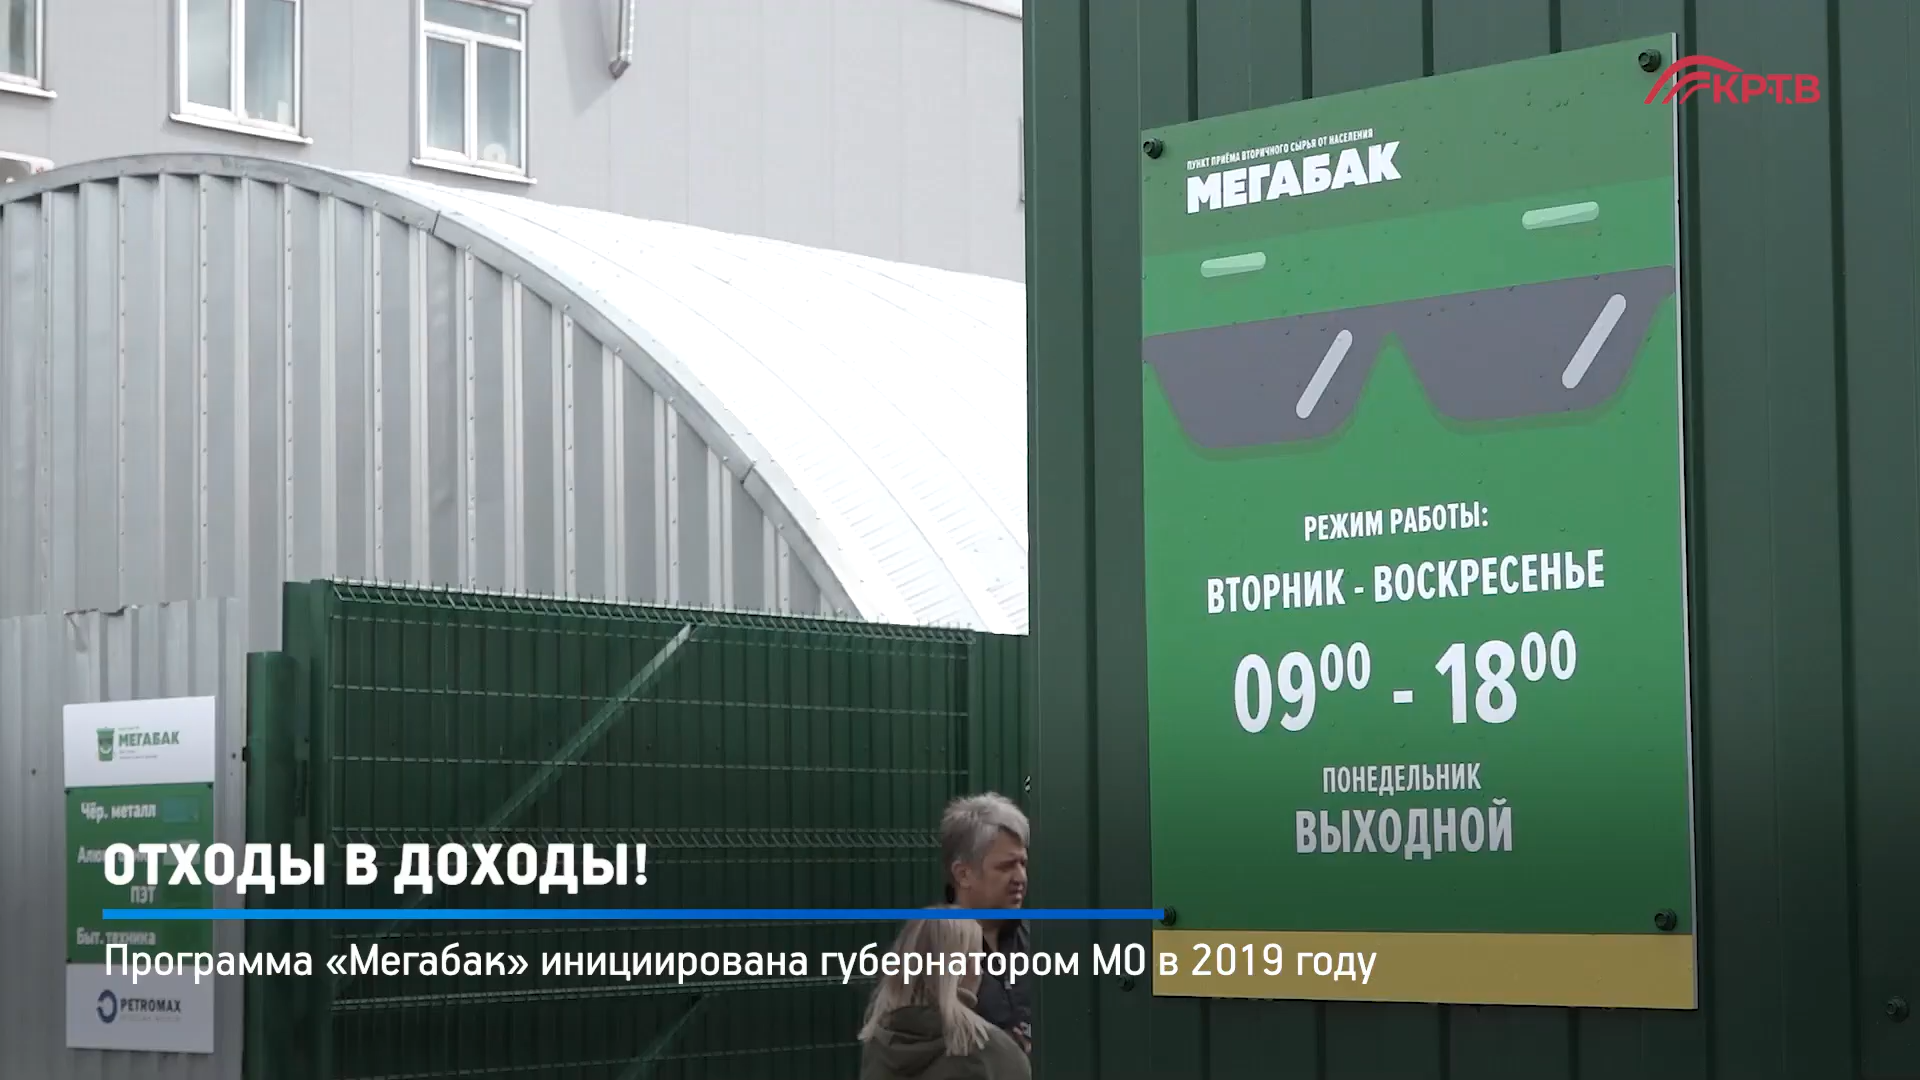 КРТВ
ПУНКТ ПРИЁМА ВТОРИЧНОГО СЫРЬЯ ОТ НАСЕЛЕНИЯ
МЕГАБАК
РЕЖИМ РАБОТЫ:
ВТОРНИК - ВОСКРЕСЕНЬЕ
09⁰⁰ - 18⁰⁰
ПОНЕДЕЛЬНИК
ВЫХОДНОЙ
МЕГАБАК
Чёр. металл
ПЭТ
Быт. техника
PETROMAX
ОТХОДЫ В ДОХОДЫ!
Программа «Мегабак» инициирована губернатором МО в 2019 году